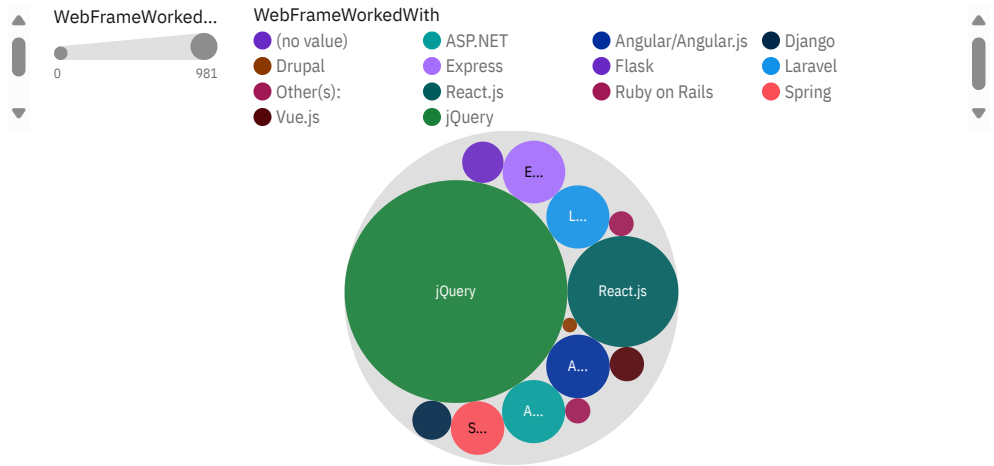 WebFrameWorked...
0 981
WebFrameWorkedWith
(no value) ASP.NET Angular/Angular.js Django
Drupal Express Flask Laravel
Other(s): React.js Ruby on Rails Spring
Vue.js jQuery
E...
L...
jQuery React.js
A...
A...
S...